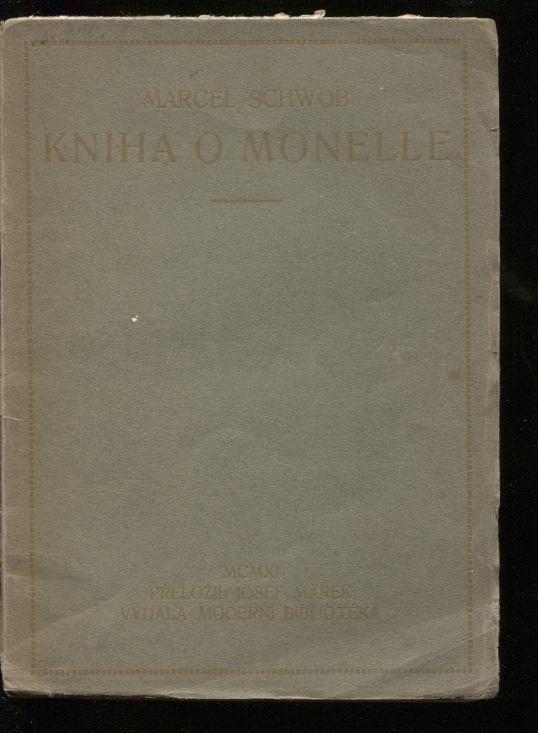 MARCEL SCHWOB
KNIHA O MONELLE
MCMXI
PŘELOŽIL JOSEF MAREK
VYDALA MODERNÍ BIBLIOTÉKA